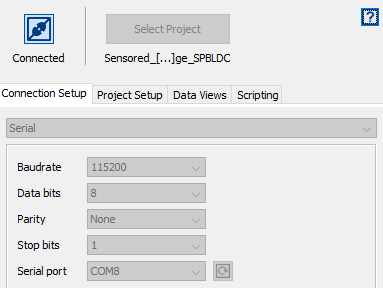 Select Project
Connected
Sensored_[...]ge_SPBLDC
Connection Setup Project Setup Data Views Scripting
Serial
Baudrate 115200
Data bits 8
Parity None
Stop bits 1
Serial port COM8
?